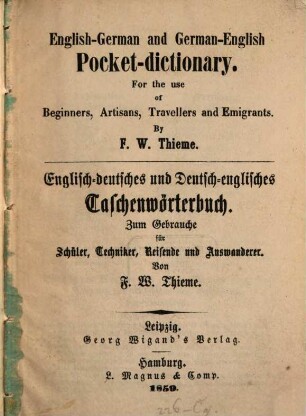 English-German and German-English
Pocket-dictionary.
For the use
of
Beginners, Artisans, Travellers and Emigrants.
By
F. W. Thieme.
Englisch-deutsches und Deutsch-englisches
Taschenwörterbuch.
Zum Gebrauche
für
Schüler, Techniker, Reisende und Auswanderer.
Von
F. W. Thieme.
Leipzig.
Georg Wigand's Verlag.
Hamburg.
L. Magnus & Comp.
1859.